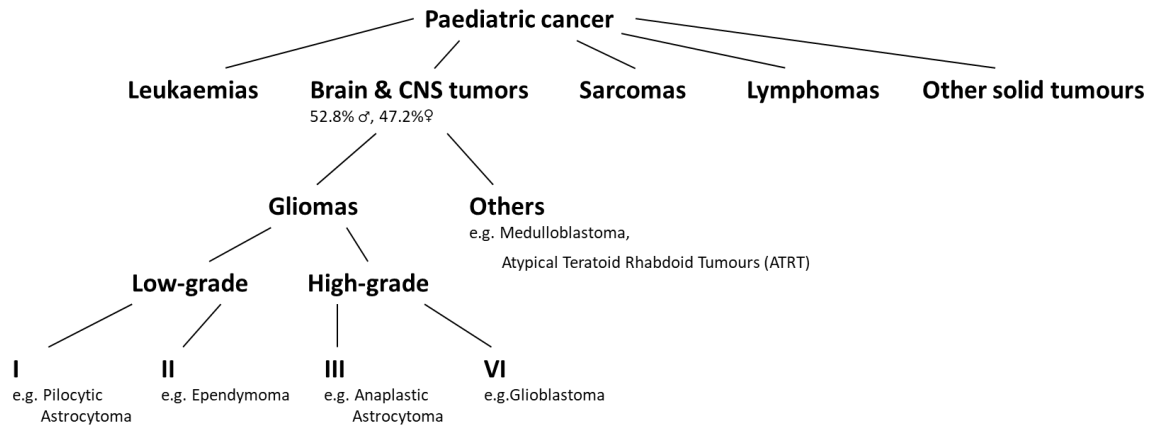 Paediatric cancer
Leukaemias
Brain & CNS tumors
Sarcomas
Lymphomas
Other solid tumours
52.8% ♂, 47.2%♀
Gliomas
Others
e.g. Medulloblastoma,
Atypical Teratoid Rhabdoid Tumours (ATRT)
Low-grade
High-grade
I
II
III
VI
e.g. Pilocytic
Astrocytoma
e.g. Ependymoma
e.g. Anaplastic
Astrocytoma
e.g.Glioblastoma